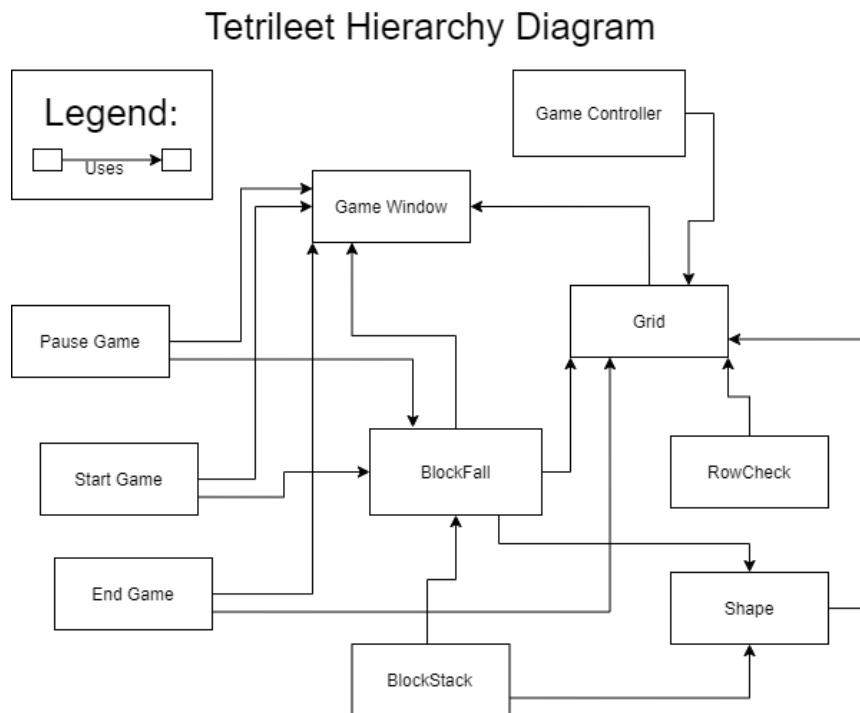 Tetrileet Hierarchy Diagram
Legend:
Uses
Game Controller
Game Window
Grid
Pause Game
BlockFall
RowCheck
Start Game
End Game
Shape
BlockStack